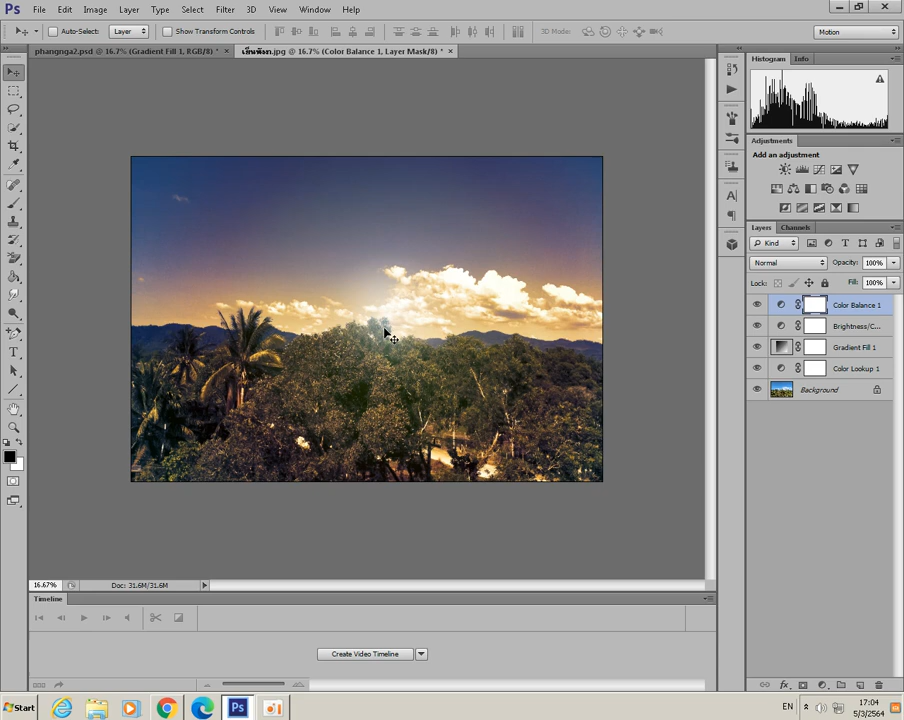 Ps File Edit Image Layer Type Select Filter 3D View Window Help
Auto-Select: Layer Show Transform Controls 3D Mode: Motion
phangnga2.psd @ 16.7% (Gradient Fill 1, RGB/8) * ×
.jpg @ 16.7% (Color Balance 1, Layer Mask/8) * ×
Histogram Info
Adjustments
Add an adjustment
Layers Channels
Kind
Normal Opacity: 100%
Lock: Fill: 100%
Color Balance 1
Brightness/C...
Gradient Fill 1
Color Lookup 1
Background
16.67% Doc: 31.6M/31.6M
Timeline
Create Video Timeline
Start Ps EN 17:04
5/3/2564